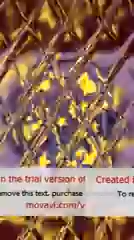 n the trial version of Created i
emove this text, purchase To re
movavi.com/v